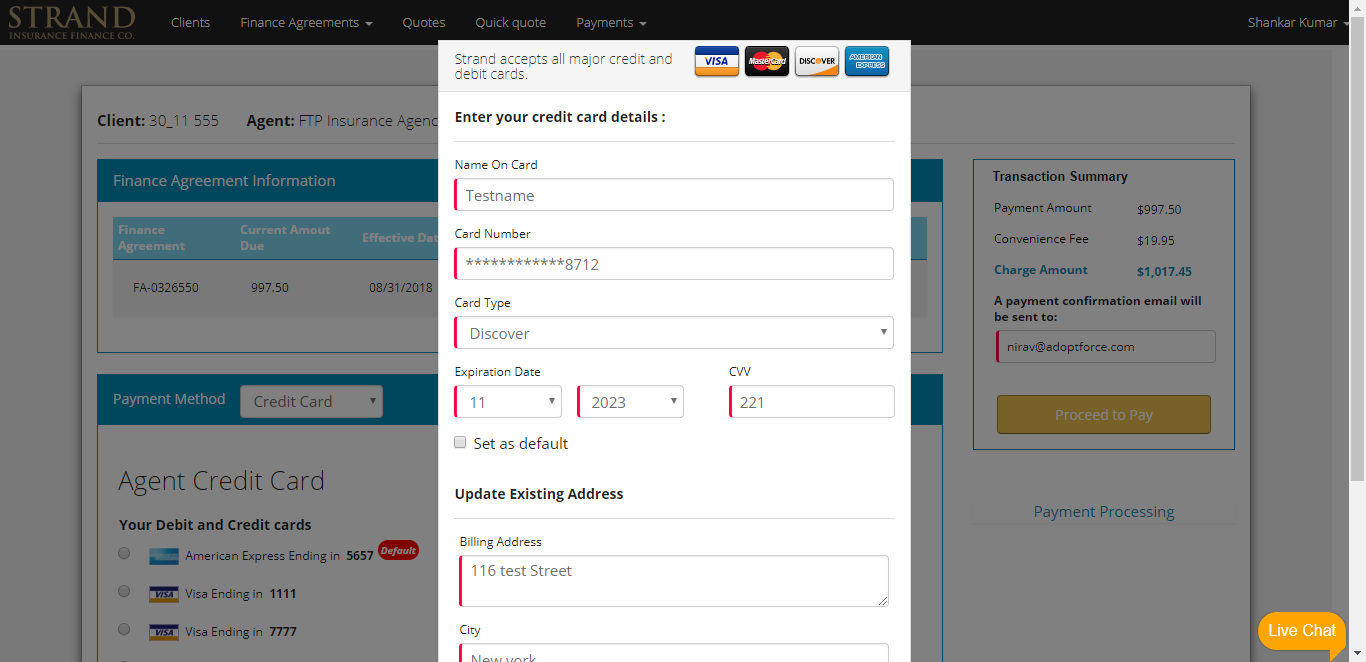 STRAND
INSURANCE FINANCE CO.
Clients
Finance Agreements
Quotes
Quick quote
Payments
Shankar Kumar
Strand accepts all major credit and
debit cards.
VISA
MasterCard
DISCOVER
AMERICAN
EXPRESS
Client: 30_11 555
Agent: FTP Insurance Agenc
Enter your credit card details :
Name On Card
Testname
Card Number
************8712
Card Type
Discover
Expiration Date
CVV
11
2023
221
Set as default
Update Existing Address
Billing Address
116 test Street
City
New york
Finance Agreement Information
Finance
Agreement
Current Amout
Due
Effective Dat
FA-0326550
997.50
08/31/2018
Payment Method
Credit Card
Agent Credit Card
Your Debit and Credit cards
American Express Ending in 5657
Default
VISA
Visa Ending in 1111
VISA
Visa Ending in 7777
Transaction Summary
Payment Amount
$997.50
Convenience Fee
$19.95
Charge Amount
$1,017.45
A payment confirmation email will
be sent to:
nirav@adoptforce.com
Proceed to Pay
Payment Processing
Live Chat